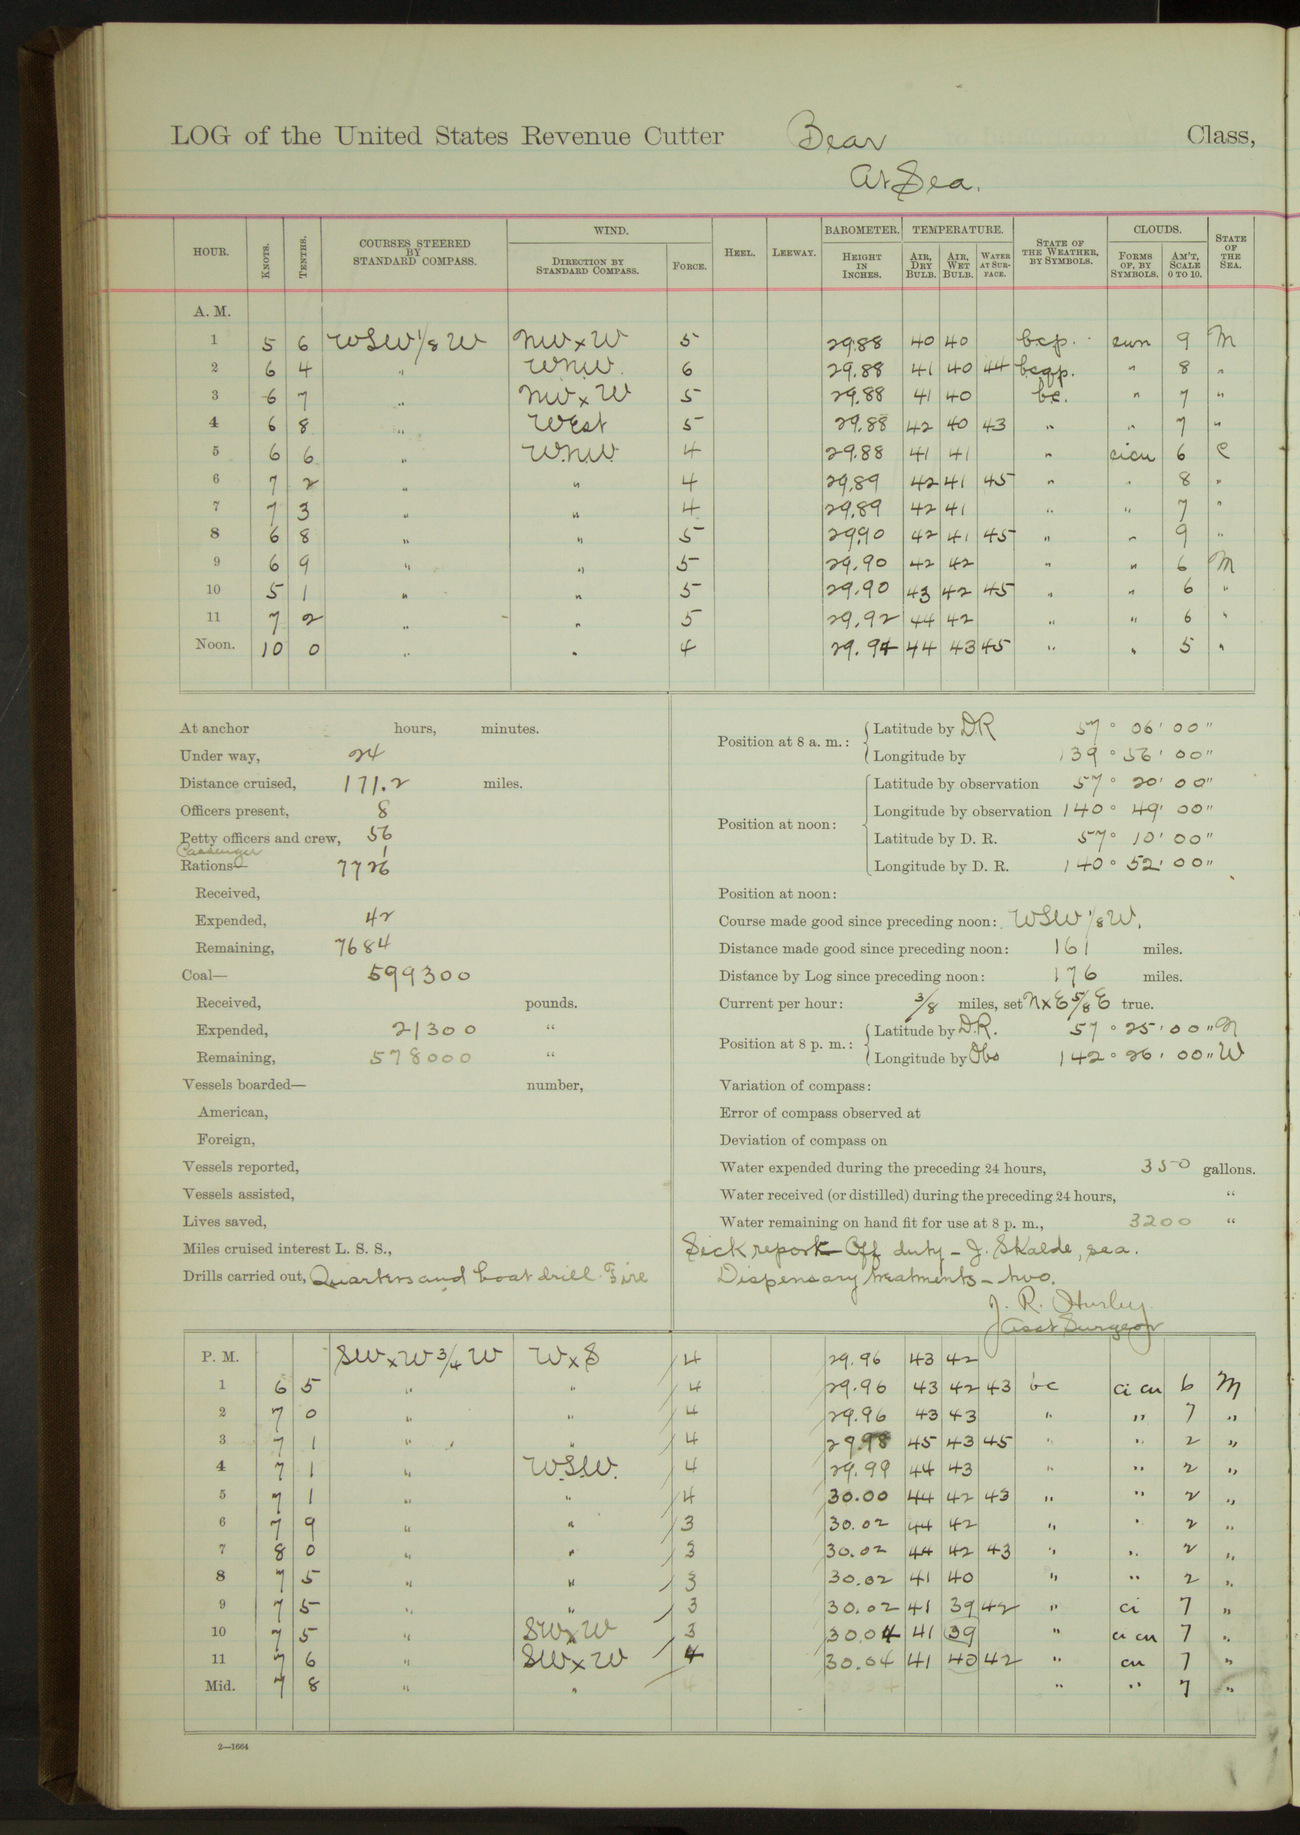 LOG of the United States Revenue Cutter Bear Class,
At Sea.
HOUR. KNOTS. TENTHS. COURSES STEERED BY STANDARD COMPASS. WIND. DIRECTION BY STANDARD COMPASS. FORCE. HEEL. LEEWAY. BAROMETER. HEIGHT IN INCHES. TEMPERATURE. AIR, DRY BULB. AIR, WET BULB. WATER AT SURFACE. STATE OF THE WEATHER, BY SYMBOLS. CLOUDS. FORMS OF, BY SYMBOLS. AM'T, SCALE 0 TO 10. STATE OF THE SEA.
A. M.
1 5 6 WSW 1/8 W NW x W 5 29.88 40 40 bcp. cun 9 M
2 6 4 " WNW. 6 29.88 41 40 44 bcqp. " 8 "
3 6 7 " NW x W 5 29.88 41 40 bc. " 7 "
4 6 8 " West 5 29.88 42 40 43 " " 7 "
5 6 6 " W.N.W. 4 29.88 41 41 " cicu 6 C
6 7 2 " " 4 29.89 42 41 45 " " 8 "
7 7 3 " " 4 29.89 42 41 " " 7 "
8 6 8 " " 5 29.90 42 41 45 " " 9 "
9 6 9 " " 5 29.90 42 42 " " 6 M
10 5 1 " " 5 29.90 43 42 45 " " 6 "
11 7 2 " " 5 29.92 44 42 " " 6 "
Noon. 10 0 " " 4 29.94 44 43 45 " " 5 "
At anchor hours, minutes.
Under way, 24
Distance cruised, 171.2 miles.
Officers present, 8
Petty officers and crew, 56
Passenger 1
Rations— 7726
Received,
Expended, 42
Remaining, 7684
Coal— 599300
Received, pounds.
Expended, 21300 "
Remaining, 578000 "
Vessels boarded— number,
American,
Foreign,
Vessels reported,
Vessels assisted,
Lives saved,
Miles cruised interest L. S. S.,
Drills carried out, Quarters and boat drill. Fire
Position at 8 a. m.: Latitude by D.R 57° 06' 00"
Longitude by 139° 56' 00"
Position at noon: Latitude by observation 57° 20' 00"
Longitude by observation 140° 49' 00"
Latitude by D. R. 57° 10' 00"
Longitude by D. R. 140° 52' 00"
Position at noon:
Course made good since preceding noon: WSW 1/8 W.
Distance made good since preceding noon: 161 miles.
Distance by Log since preceding noon: 176 miles.
Current per hour: 3/8 miles, set N x E 5/8 E true.
Position at 8 p. m.: Latitude by D.R. 57° 25' 00" N
Longitude by Obs 142° 26' 00" W
Variation of compass:
Error of compass observed at
Deviation of compass on
Water expended during the preceding 24 hours, 350 gallons.
Water received (or distilled) during the preceding 24 hours, "
Water remaining on hand fit for use at 8 p. m., 3200 "
Sick report— Off duty — J. Skalde, sea.
Dispensary treatments — two.
J. R. Hurley
Asst Surgeon
P. M. SW x W 3/4 W W x S 4 29.96 43 42
1 6 5 " " 4 29.96 43 42 43 bc ci cu 6 M
2 7 0 " " 4 29.96 43 43 " " 7 "
3 7 1 " " 4 29.98 45 43 45 " " 2 "
4 7 1 " W.S.W. 4 29.99 44 43 " " 2 "
5 7 1 " " 4 30.00 44 42 43 " " 2 "
6 7 9 " " 3 30.02 44 42 " " 2 "
7 8 0 " " 3 30.02 44 42 43 " " 2 "
8 7 5 " " 3 30.02 41 40 " " 2 "
9 7 5 " " 3 30.02 41 39 42 " ci 7 "
10 7 5 " SW x W 3 30.04 41 39 " ci cu 7 "
11 7 6 " SW x W 4 30.04 41 40 42 " cu 7 "
Mid. 7 8 " " " " 7 "
2—1664